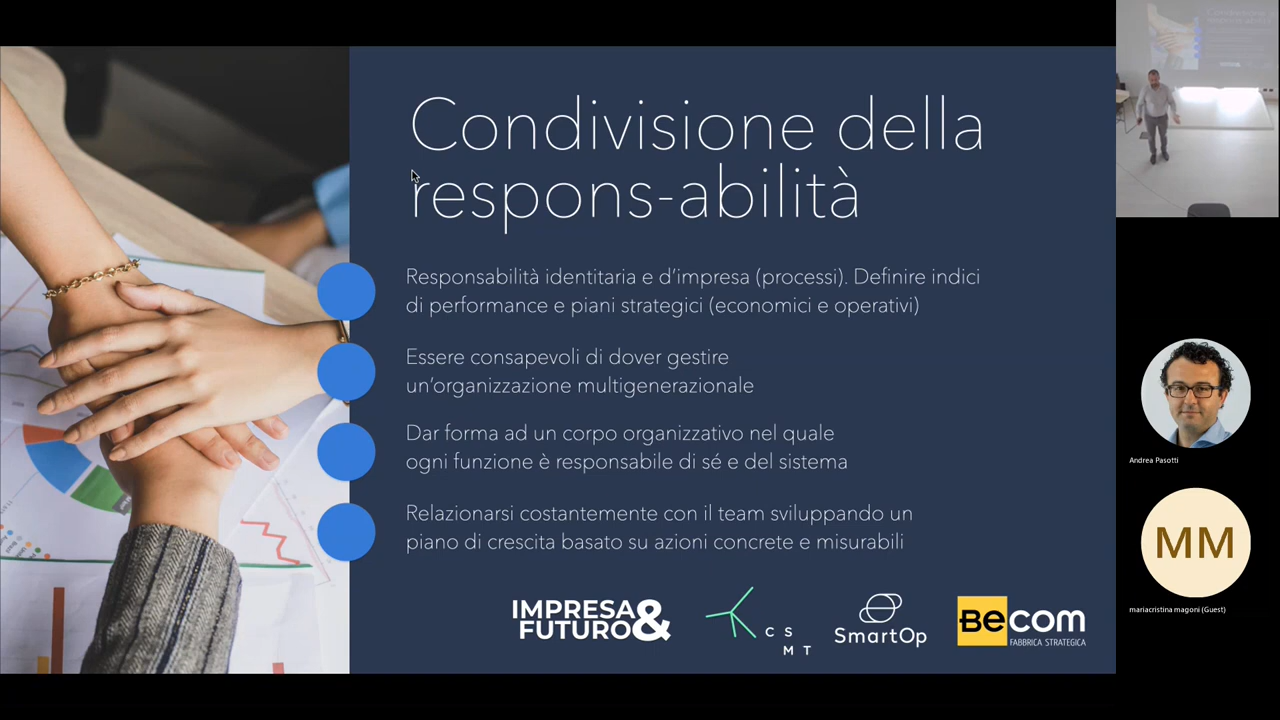 Condivisione della
respons-abilità
Responsabilità identitaria e d’impresa (processi). Definire indici
di performance e piani strategici (economici e operativi)
Essere consapevoli di dover gestire
un’organizzazione multigenerazionale
Dar forma ad un corpo organizzativo nel quale
ogni funzione è responsabile di sé e del sistema
Relazionarsi costantemente con il team sviluppando un
piano di crescita basato su azioni concrete e misurabili
IMPRESA &
FUTURO
CS
MT
SmartOp
Becom
FABBRICA STRATEGICA
Andrea Pasotti
MM
mariacristina magoni (Guest)